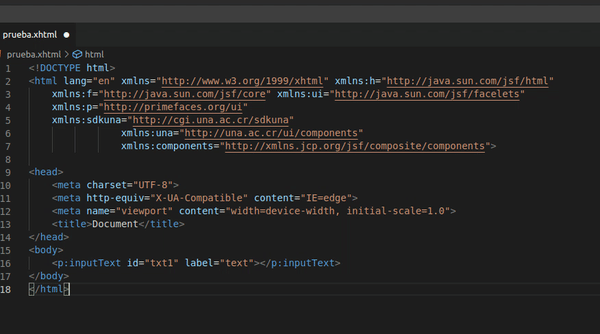 prueba.xhtml ●
prueba.xhtml > html
1 <!DOCTYPE html>
2 <html lang="en" xmlns="http://www.w3.org/1999/xhtml" xmlns:h="http://java.sun.com/jsf/html"
3 xmlns:f="http://java.sun.com/jsf/core" xmlns:ui="http://java.sun.com/jsf/facelets"
4 xmlns:p="http://primefaces.org/ui"
5 xmlns:sdkuna="http://cgi.una.ac.cr/sdkuna"
6 xmlns:una="http://una.ac.cr/ui/components"
7 xmlns:components="http://xmlns.jcp.org/jsf/composite/components">
8
9 <head>
10 <meta charset="UTF-8">
11 <meta http-equiv="X-UA-Compatible" content="IE=edge">
12 <meta name="viewport" content="width=device-width, initial-scale=1.0">
13 <title>Document</title>
14 </head>
15 <body>
16 <p:inputText id="txt1" label="text"></p:inputText>
17 </body>
18 </html>